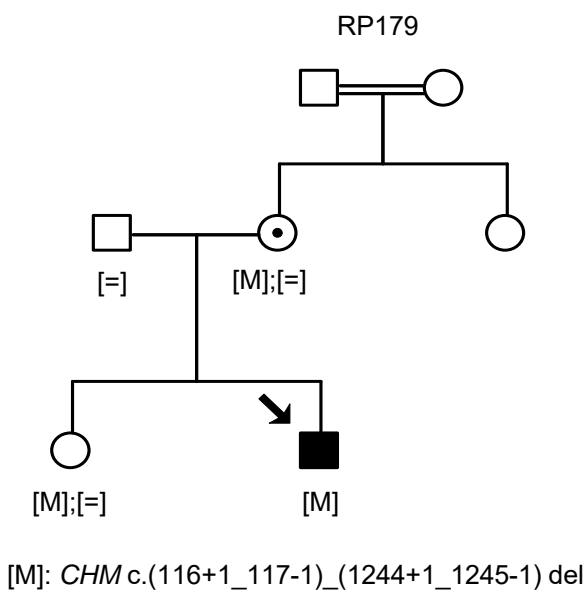 RP179
[=]
[M];[=]
[M];[=]
[M]
[M]: CHM c.(116+1_117-1)_(1244+1_1245-1) del